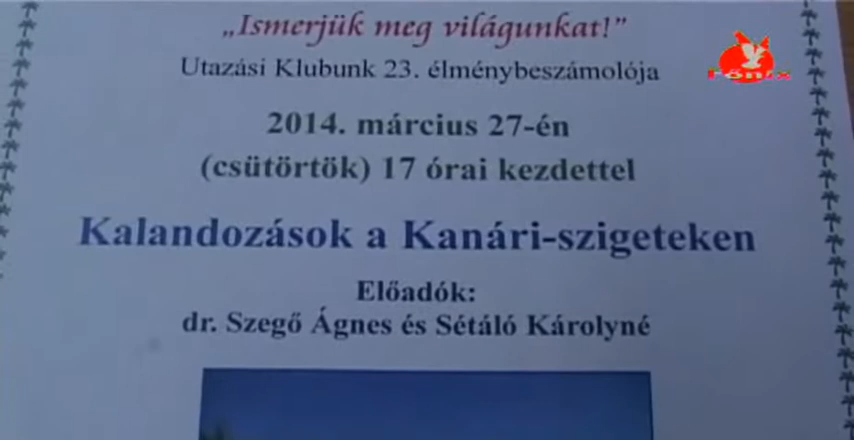 „Ismerjük meg világunkat!”
Utazási Klubunk 23. élménybeszámolója
2014. március 27-én
(csütörtök) 17 órai kezdettel
Kalandozások a Kanári-szigeteken
Előadók:
dr. Szegő Ágnes és Sétáló Károlyné
főnix